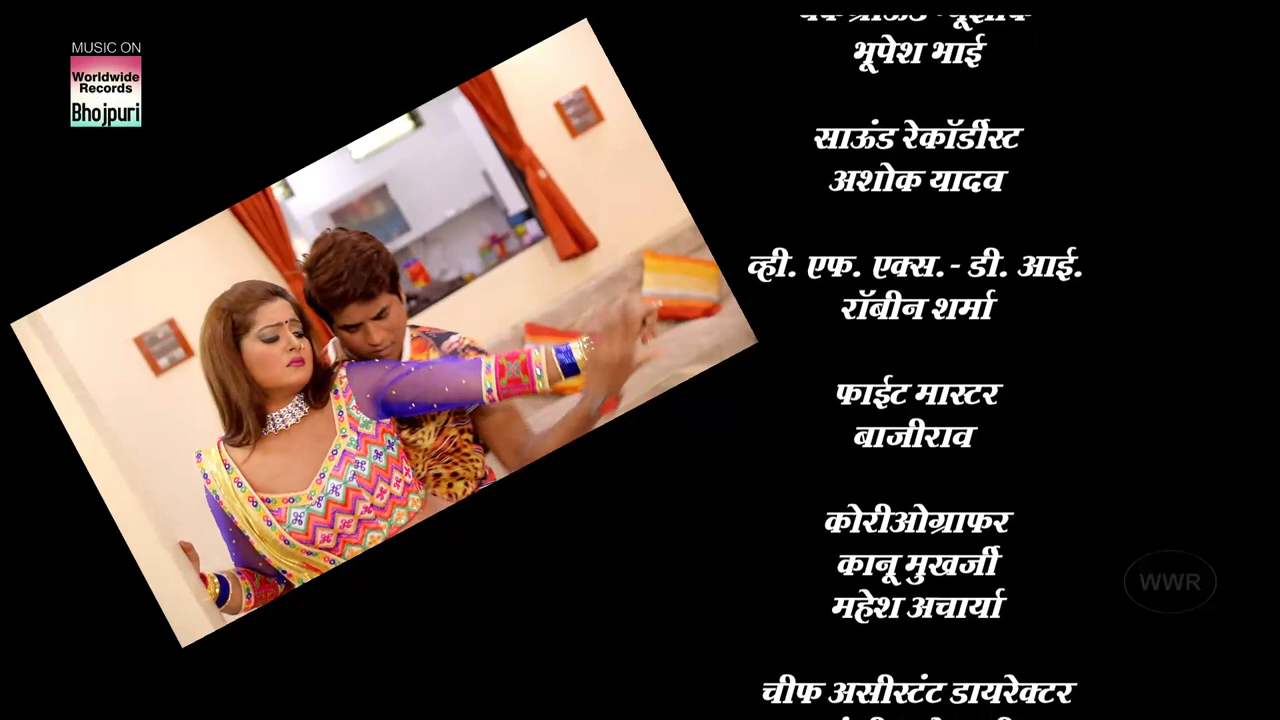 MUSIC ON
Worldwide
Records
Bhojpuri
भूपेश भाई
साऊंड रेकॉर्डीस्ट
अशोक यादव
व्ही. एफ. एक्स.- डी. आई.
रॉबीन शर्मा
फाईट मास्टर
बाजीराव
कोरीओग्राफर
कानू मुखर्जी
महेश अचार्या
WWR
चीफ असीस्टंट डायरेक्टर